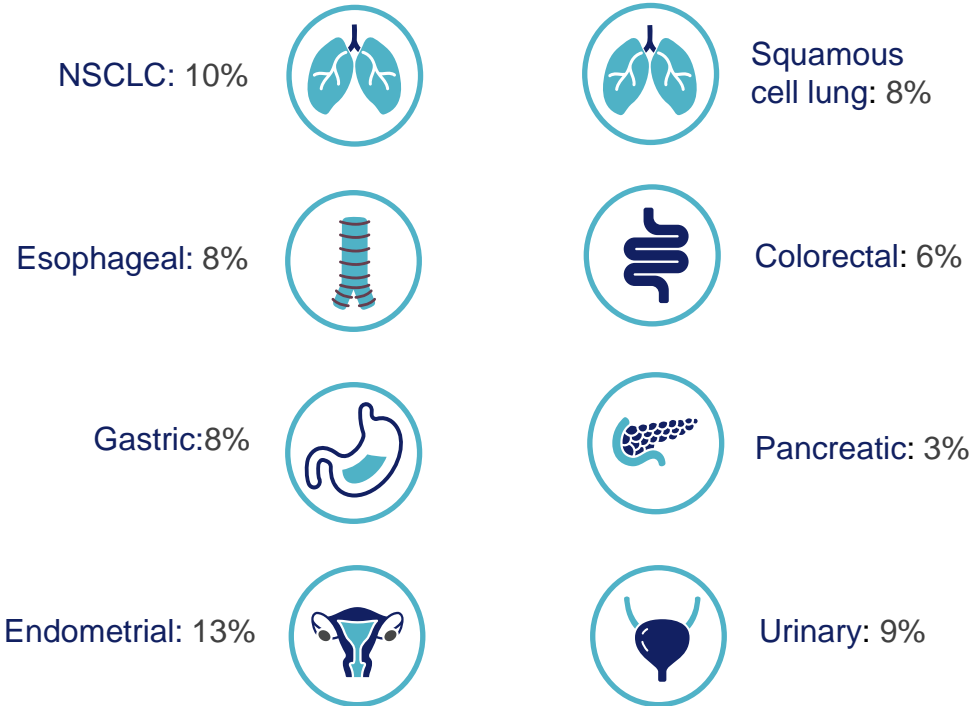 NSCLC: 10%
Squamous
cell lung: 8%
Esophageal: 8%
Colorectal: 6%
Gastric:8%
Pancreatic: 3%
Endometrial: 13%
Urinary: 9%